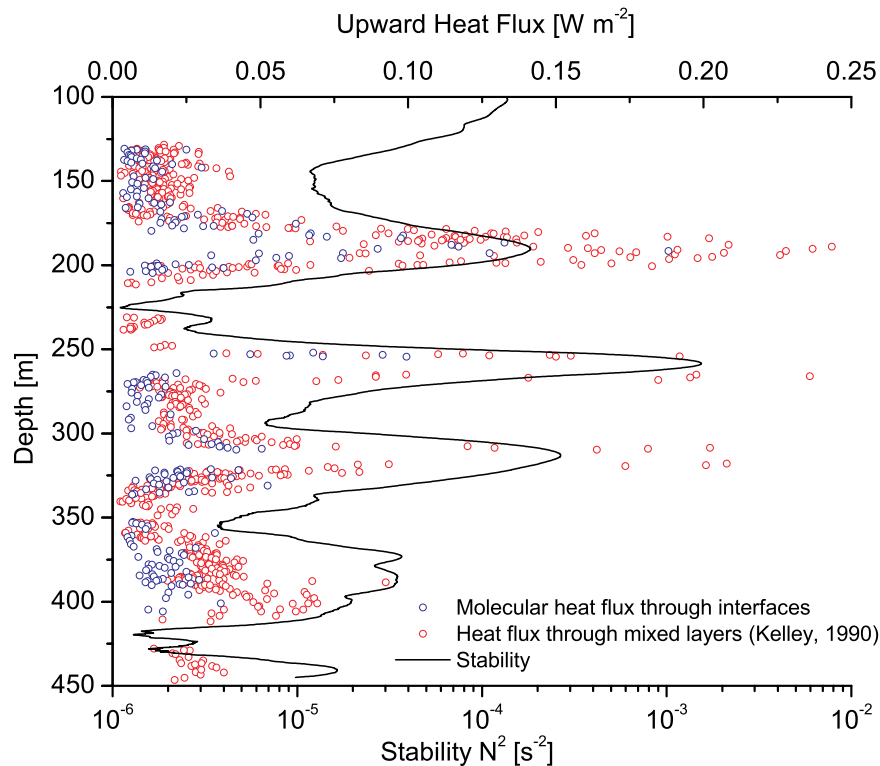 Upward Heat Flux [W m⁻²]
0.00 0.05 0.10 0.15 0.20 0.25
100
150
200
250
300
350
400
450
Depth [m]
Molecular heat flux through interfaces
Heat flux through mixed layers (Kelley, 1990)
Stability
10⁻⁶ 10⁻⁵ 10⁻⁴ 10⁻³ 10⁻²
Stability N² [s⁻²]